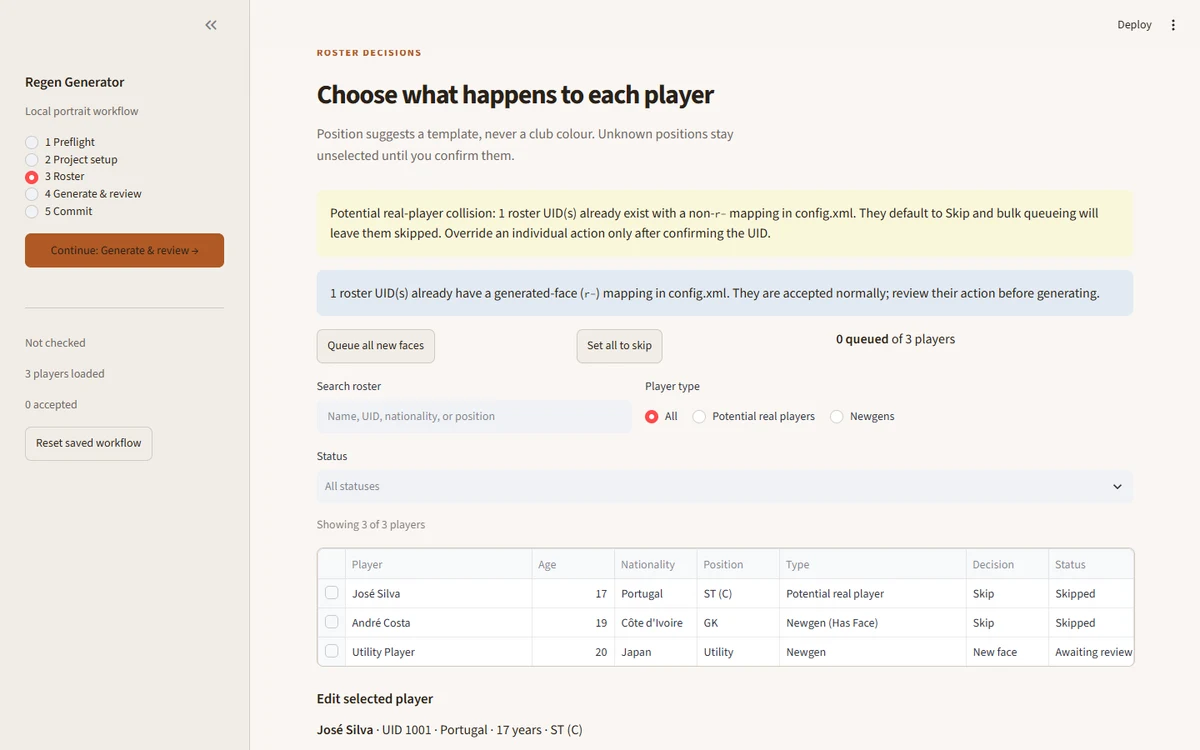 Deploy
Regen Generator
Local portrait workflow
1 Preflight
2 Project setup
3 Roster
4 Generate & review
5 Commit
Continue: Generate & review →
Not checked
3 players loaded
0 accepted
Reset saved workflow
ROSTER DECISIONS
Choose what happens to each player
Position suggests a template, never a club colour. Unknown positions stay
unselected until you confirm them.
Potential real-player collision: 1 roster UID(s) already exist with a non-r- mapping in config.xml. They default to Skip and bulk queueing will
leave them skipped. Override an individual action only after confirming the UID.
1 roster UID(s) already have a generated-face (r-) mapping in config.xml. They are accepted normally; review their action before generating.
Queue all new faces
Set all to skip
0 queued of 3 players
Search roster
Player type
Name, UID, nationality, or position
All
Potential real players
Newgens
Status
All statuses
Showing 3 of 3 players
Player Age Nationality Position Type Decision Status
José Silva 17 Portugal ST (C) Potential real player Skip Skipped
André Costa 19 Côte d'Ivoire GK Newgen (Has Face) Skip Skipped
Utility Player 20 Japan Utility Newgen New face Awaiting review
Edit selected player
José Silva · UID 1001 · Portugal · 17 years · ST (C)